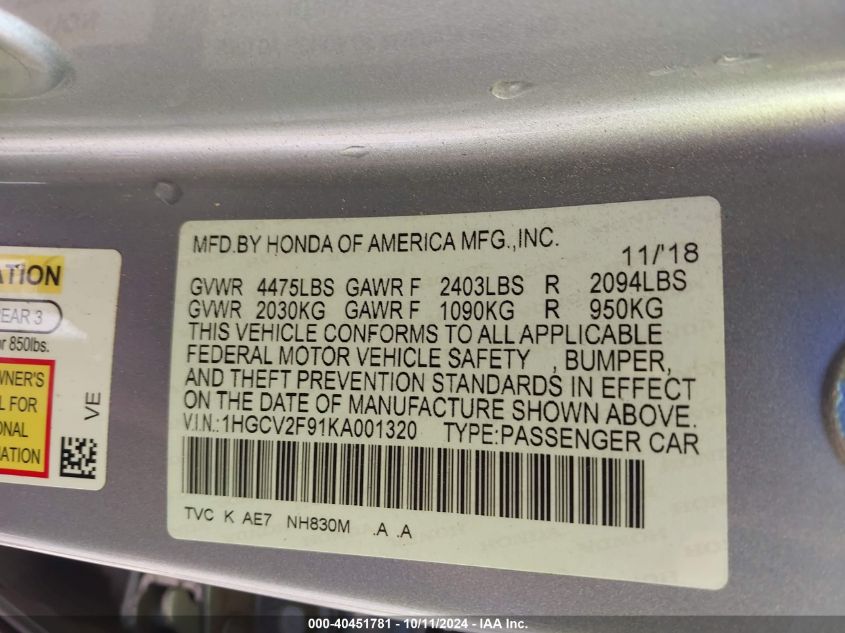 MFD.BY HONDA OF AMERICA MFG.,INC.
11/'18
GVWR 4475LBS GAWR F 2403LBS R 2094LBS
GVWR 2030KG GAWR F 1090KG R 950KG
THIS VEHICLE CONFORMS TO ALL APPLICABLE
FEDERAL MOTOR VEHICLE SAFETY , BUMPER,
AND THEFT PREVENTION STANDARDS IN EFFECT
ON THE DATE OF MANUFACTURE SHOWN ABOVE.
V.I.N.:1HGCV2F91KA001320 TYPE:PASSENGER CAR
TVC K AE7 NH830M .A .A
ATION
EAR 3
or 850lbs.
WNER'S
L FOR
ONAL
MATION
VE
000-40451781 - 10/11/2024 - IAA Inc.